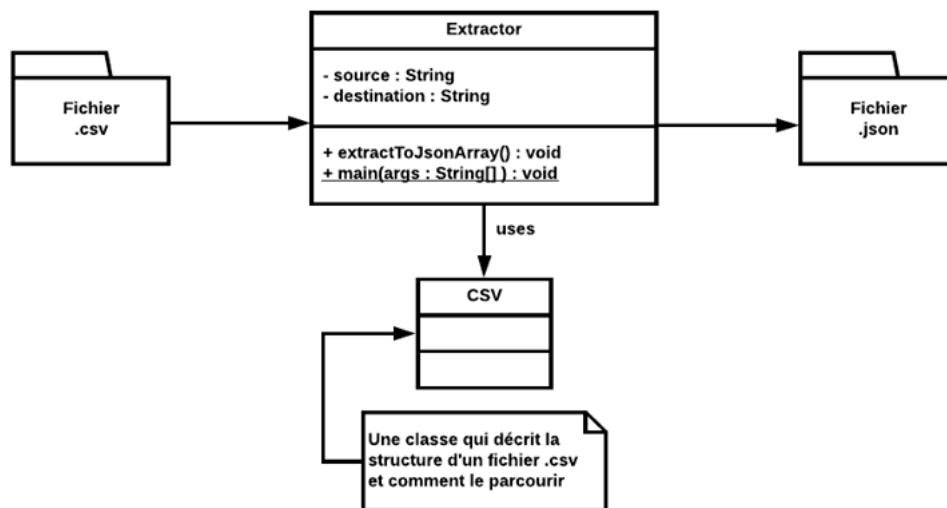 Extractor
- source : String
- destination : String
Fichier
.csv
Fichier
.json
+ extractToJsonArray() : void
+ main(args : String[] ) : void
uses
CSV
Une classe qui décrit la
structure d'un fichier .csv
et comment le parcourir